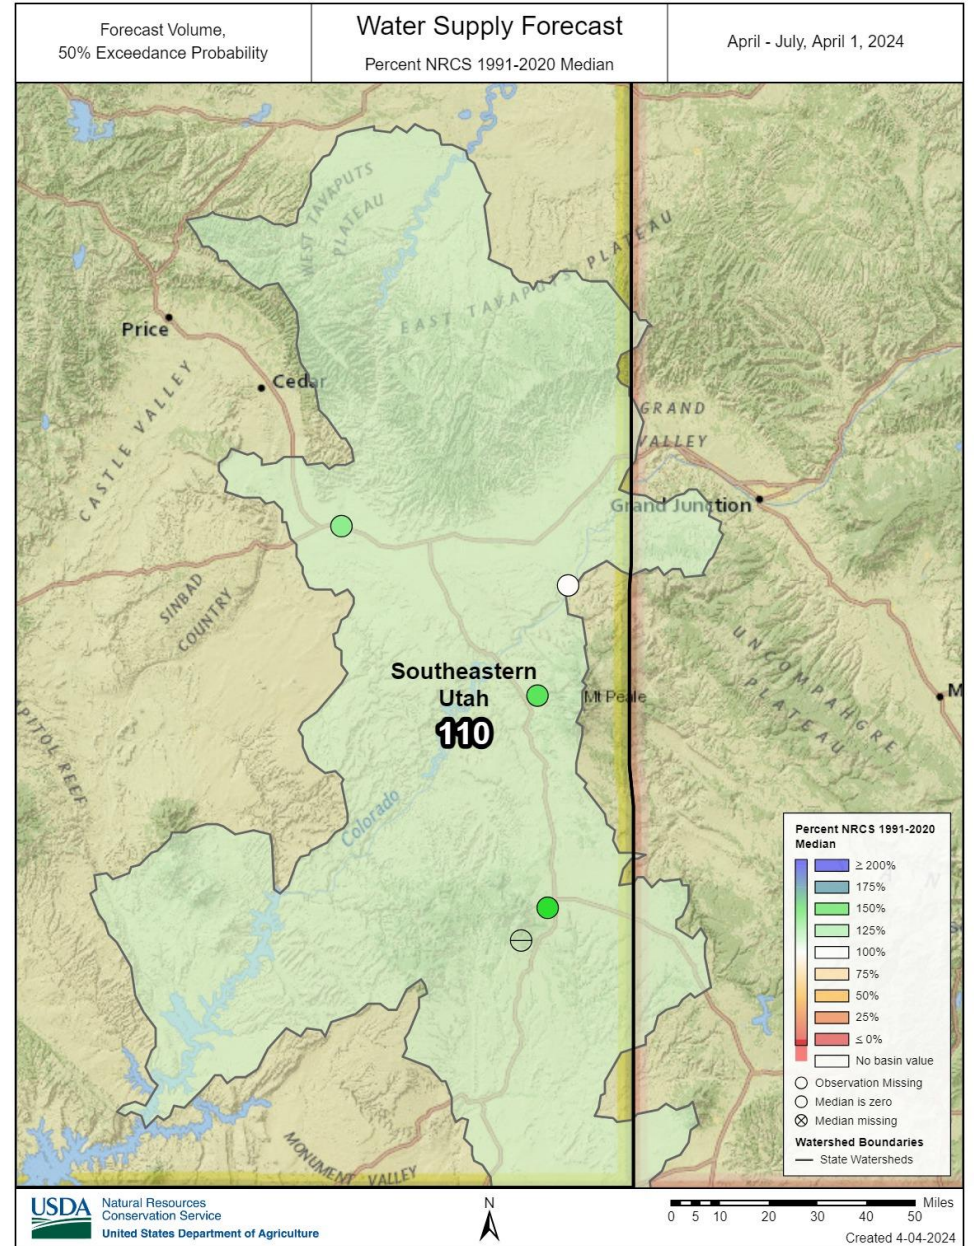 Forecast Volume,
50% Exceedance Probability
Water Supply Forecast
Percent NRCS 1991-2020 Median
April - July, April 1, 2024
WEST TAVAPUTS
PLATEAU
EAST TAVAPUTS PLATEAU
Price
Cedar
CASTLE VALLEY
GRAND
VALLEY
Grand Junction
SINBAD
COUNTRY
UNCOMPAHGRE
PLATEAU
Southeastern
Utah
110
Mt Peale
M
APITOL REEF
Colorado
MONUMENT VALLEY
Percent NRCS 1991-2020
Median
≥ 200%
175%
150%
125%
100%
75%
50%
25%
≤ 0%
No basin value
Observation Missing
Median is zero
Median missing
Watershed Boundaries
State Watersheds
USDA
Natural Resources
Conservation Service
United States Department of Agriculture
N
Miles
0 5 10 20 30 40 50
Created 4-04-2024